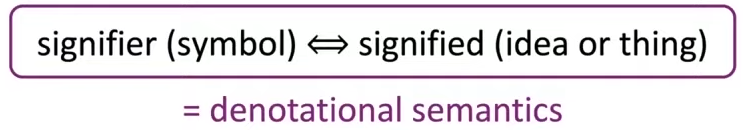 signifier (symbol) ⟺ signified (idea or thing)
= denotational semantics